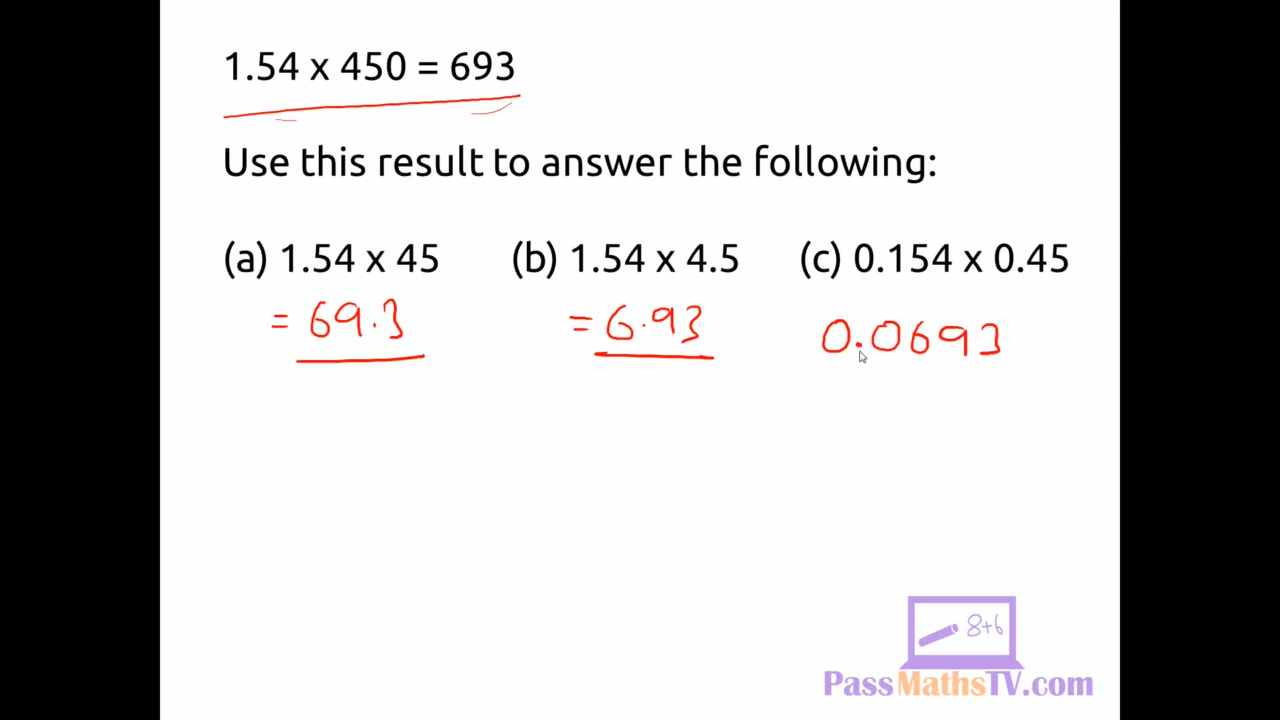 1.54 x 450 = 693
Use this result to answer the following:
(a) 1.54 x 45 (b) 1.54 x 4.5 (c) 0.154 x 0.45
= 69.3 = 6.93 0.0693
8+6
PassMathsTV.com